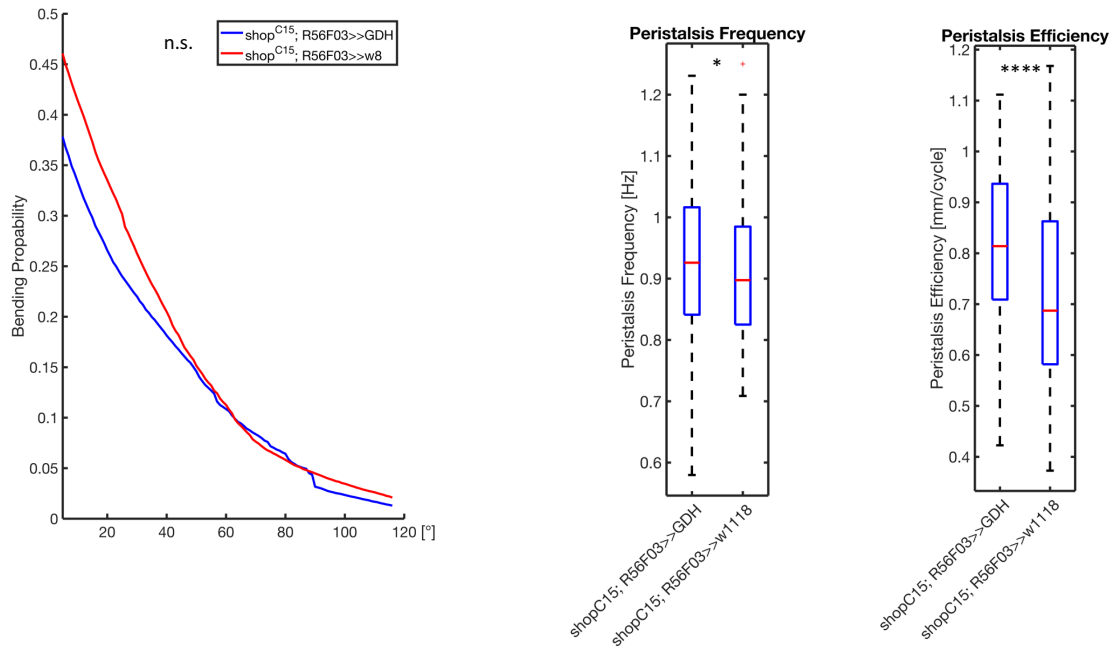 0.5
0.45
0.4
0.35
0.3
0.25
0.2
0.15
0.1
0.05
0
Bending Propability
20
40
60
80
100
120 [°]
n.s.
shop^C15; R56F03>>GDH
shop^C15; R56F03>>w8
Peristalsis Frequency
*
1.2
1.1
1
0.9
0.8
0.7
0.6
Peristalsis Frequency [Hz]
shopC15; R56F03>>GDH
shopC15; R56F03>>w1118
Peristalsis Efficiency
****
1.2
1.1
1
0.9
0.8
0.7
0.6
0.5
0.4
Peristalsis Efficiency [mm/cycle]
shopC15; R56F03>>GDH
shopC15; R56F03>>w1118